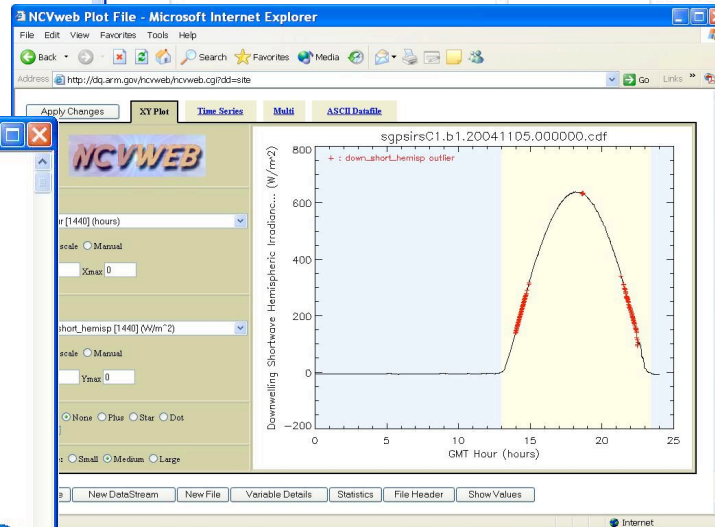 NCVweb Plot File - Microsoft Internet Explorer
File Edit View Favorites Tools Help
Back Search Favorites Media
Address http://dq.arm.gov/ncvweb/ncvweb.cgi?dd=site Go Links »
Apply Changes XY Plot Time Series Multi ASCII Datafile
NCVWEB
[1440] (hours)
scale Manual
Xmax 0
short_hemisp [1440] (W/m^2)
scale Manual
Ymax 0
None Plus Star Dot
Small Medium Large
sgpsirsC1.b1.20041105.000000.cdf
+ : down_short_hemisp outlier
Downwelling Shortwave Hemispheric Irradianc... (W/m^2)
800
600
400
200
0
-200
0 5 10 15 20 25
GMT Hour (hours)
New DataStream New File Variable Details Statistics File Header Show Values
Internet